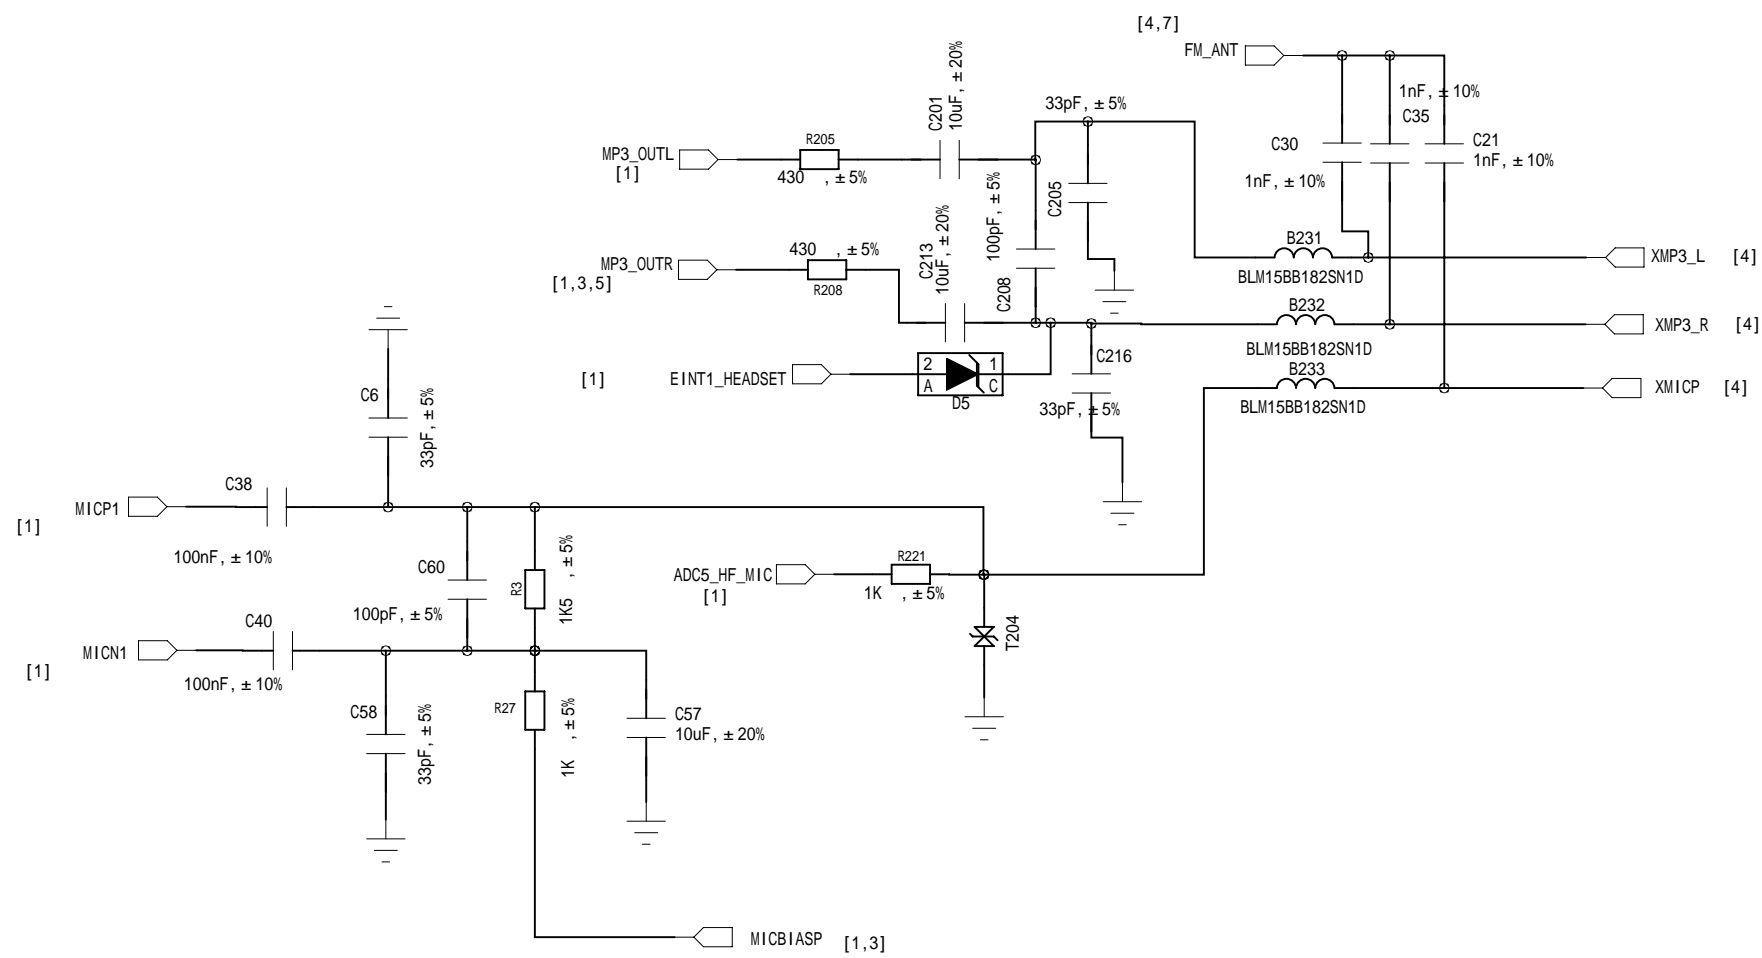 [4,7]
FM_ANT
C201
10uF, ±20%
33pF, ±5%
1nF, ±10%
C35
R205
MP3_OUTL
[1]
430 , ±5%
C30
1nF, ±10%
C21
1nF, ±10%
C205
100pF, ±5%
C208
C213
10uF, ±20%
430 , ±5%
MP3_OUTR
[1,3,5]
R208
B231
BLM15BB182SN1D
XMP3_L [4]
B232
BLM15BB182SN1D
XMP3_R [4]
C216
33pF, ±5%
[1]
EINT1_HEADSET
2 1
A C
D5
B233
BLM15BB182SN1D
XMICP [4]
C6
33pF, ±5%
C38
MICP1
[1]
100nF, ±10%
C60
100pF, ±5%
R3
1K5 , ±5%
ADC5_HF_MIC
[1]
R221
1K , ±5%
T204
C40
MICN1
[1]
100nF, ±10%
C58
33pF, ±5%
R27
1K , ±5%
C57
10uF, ±20%
MICBIASP [1,3]